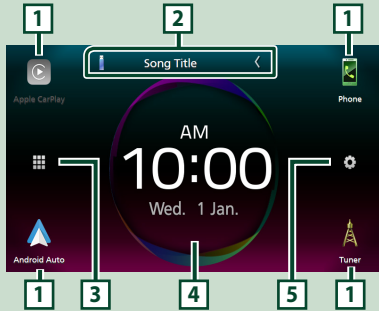 1
2
1
Song Title
Apple CarPlay
Phone
AM
10:00
Wed. 1 Jan.
Android Auto
Tuner
1
3
4
5
1